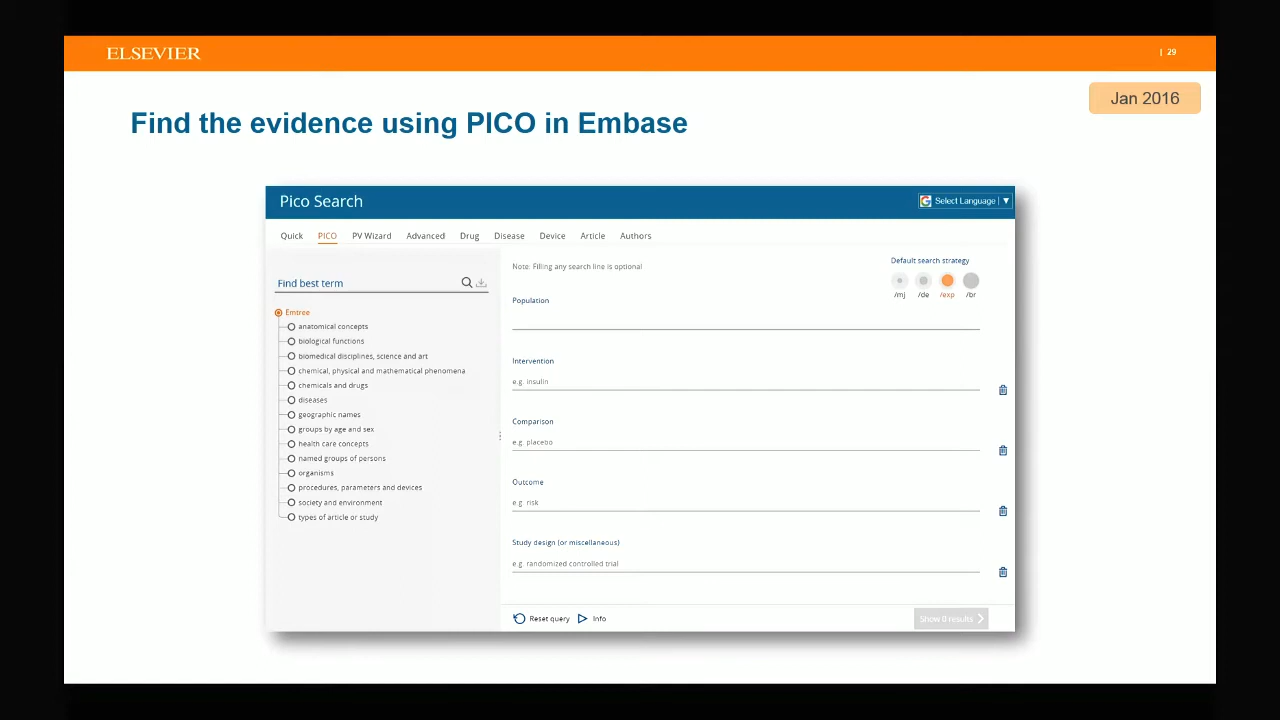 ELSEVIER
| 29
Jan 2016
Find the evidence using PICO in Embase
Pico Search
Select Language ▼
Quick PICO PV Wizard Advanced Drug Disease Device Article Authors
Find best term
Emtree
anatomical concepts
biological functions
biomedical disciplines, science and art
chemical, physical and mathematical phenomena
chemicals and drugs
diseases
geographic names
groups by age and sex
health care concepts
named groups of persons
organisms
procedures, parameters and devices
society and environment
types of article or study
Note: Filling any search line is optional
Default search strategy
/mj /de /exp /br
Population
Intervention
e.g. insulin
Comparison
e.g. placebo
Outcome
e.g. risk
Study design (or miscellaneous)
e.g. randomized controlled trial
Reset query Info
Show 0 results